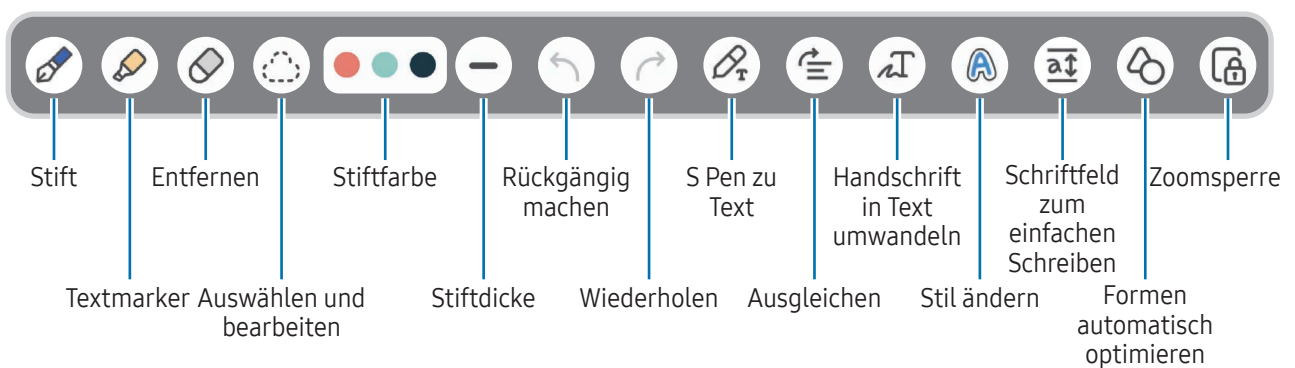 Stift
Entfernen
Stiftfarbe
Rückgängig
machen
S Pen zu
Text
Handschrift
in Text
umwandeln
Schriftfeld
zum
einfachen
Schreiben
Zoomsperre
Textmarker
Auswählen und
bearbeiten
Stiftdicke
Wiederholen
Ausgleichen
Stil ändern
Formen
automatisch
optimieren